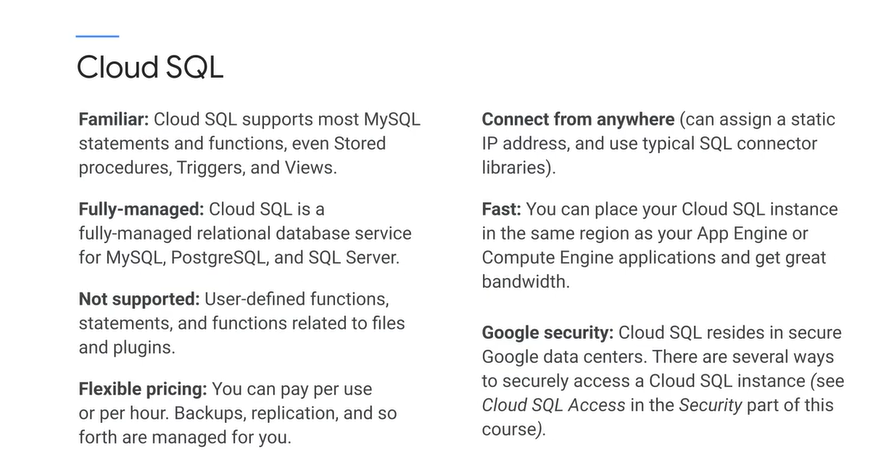 Cloud SQL
Familiar: Cloud SQL supports most MySQL
statements and functions, even Stored
procedures, Triggers, and Views.
Fully-managed: Cloud SQL is a
fully-managed relational database service
for MySQL, PostgreSQL, and SQL Server.
Not supported: User-defined functions,
statements, and functions related to files
and plugins.
Flexible pricing: You can pay per use
or per hour. Backups, replication, and so
forth are managed for you.
Connect from anywhere (can assign a static
IP address, and use typical SQL connector
libraries).
Fast: You can place your Cloud SQL instance
in the same region as your App Engine or
Compute Engine applications and get great
bandwidth.
Google security: Cloud SQL resides in secure
Google data centers. There are several ways
to securely access a Cloud SQL instance (see
Cloud SQL Access in the Security part of this
course).